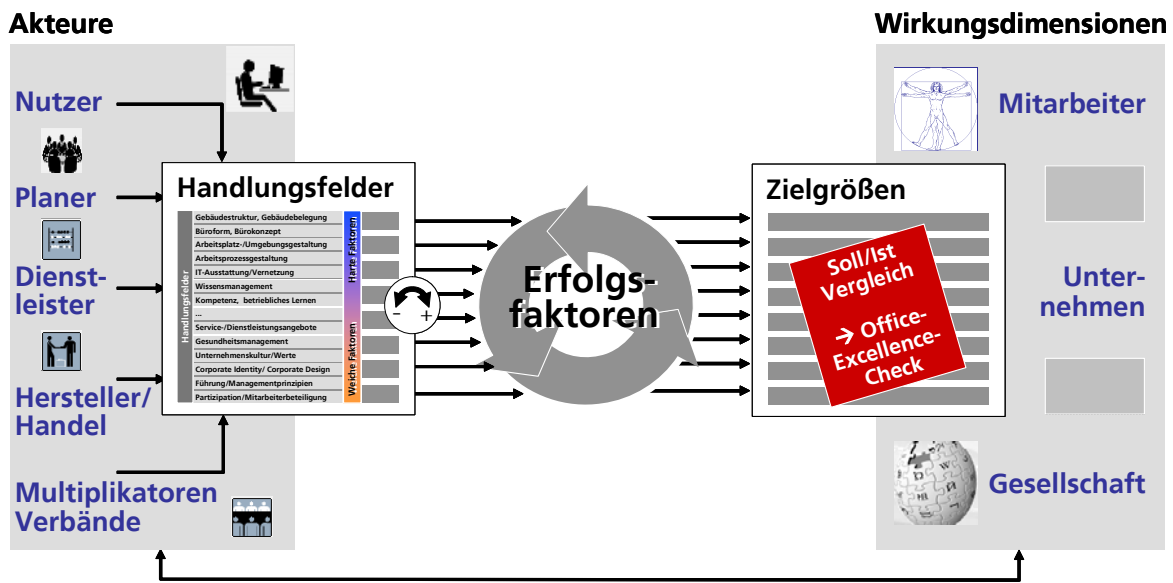 Akteure
Wirkungsdimensionen
Nutzer
Planer
Dienst-
leister
Hersteller/
Handel
Multiplikatoren
Verbände
Handlungsfelder
Handlungsfelder
Gebäudestruktur, Gebäudebelegung
Büroform, Bürokonzept
Arbeitsplatz-/Umgebungsgestaltung
Arbeitsprozessgestaltung
IT-Ausstattung/Vernetzung
Wissensmanagement
Kompetenz, betriebliches Lernen
...
Service-/Dienstleistungsangebote
Gesundheitsmanagement
Unternehmenskultur/Werte
Corporate Identity/ Corporate Design
Führung/Managementprinzipien
Partizipation/Mitarbeiterbeteiligung
Harte Faktoren
Weiche Faktoren
- +
Erfolgs-
faktoren
Zielgrößen
Soll/Ist
Vergleich
→ Office-
Excellence-
Check
Mitarbeiter
Unter-
nehmen
Gesellschaft